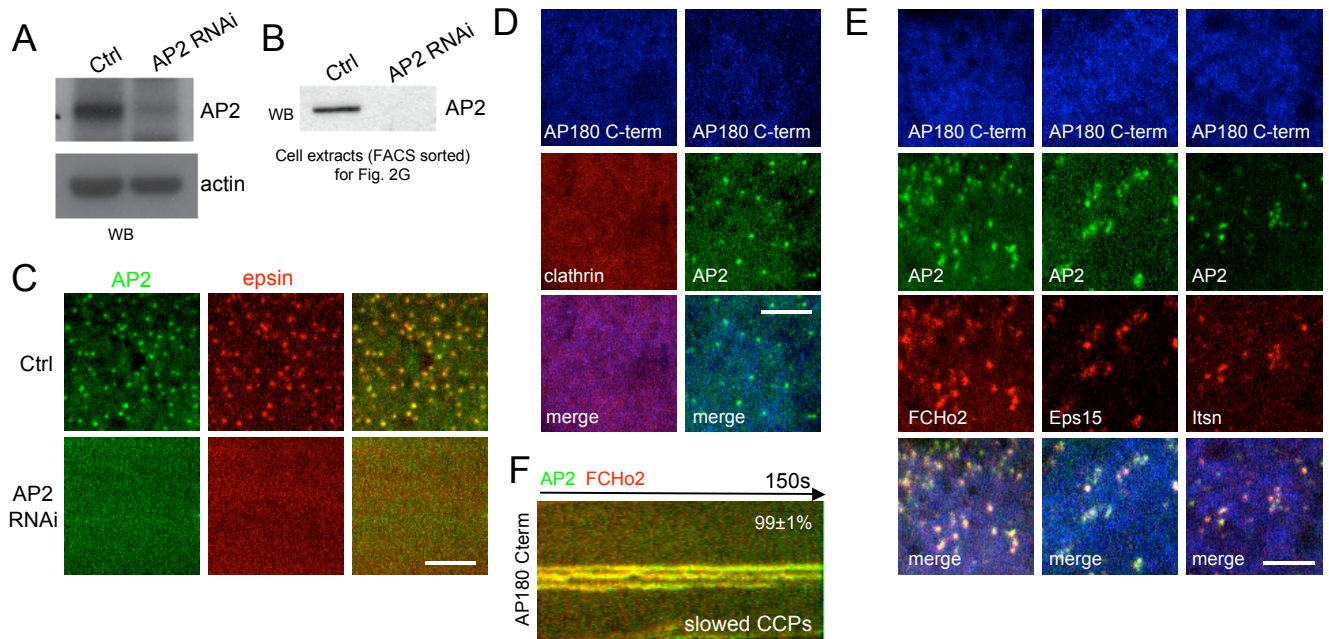 A
Ctrl
AP2 RNAi
AP2
actin
WB
B
Ctrl
AP2 RNAi
WB
AP2
Cell extracts (FACS sorted)
for Fig. 2G
C
AP2
epsin
Ctrl
AP2
RNAi
D
AP180 C-term
AP180 C-term
clathrin
AP2
merge
merge
E
AP180 C-term
AP180 C-term
AP180 C-term
AP2
AP2
AP2
FCHo2
Eps15
Itsn
merge
merge
merge
F
AP2 FCHo2
150s
AP180 Cterm
99±1%
slowed CCPs